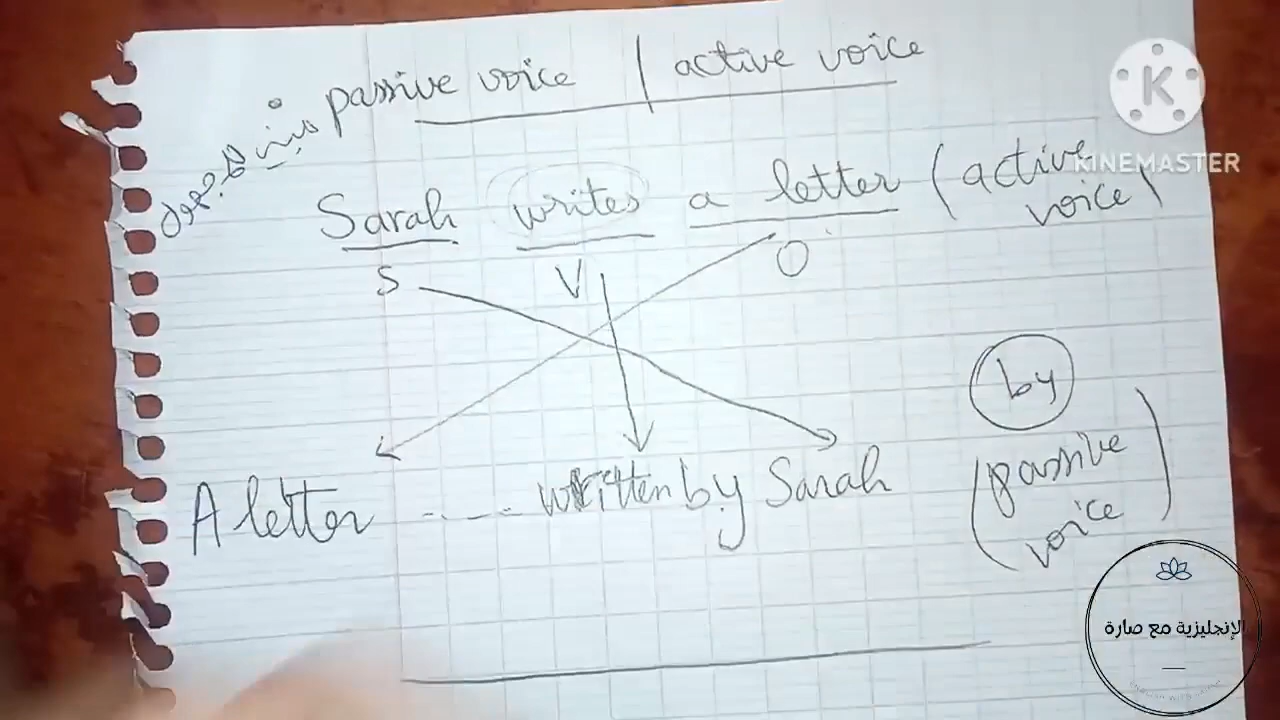 passive voice / active voice
مبني للمجهول
Sarah writes a letter (active voice)
S V O
by
A letter ----- written by Sarah (passive voice)
KINEMASTER
الإنجليزية مع صارة